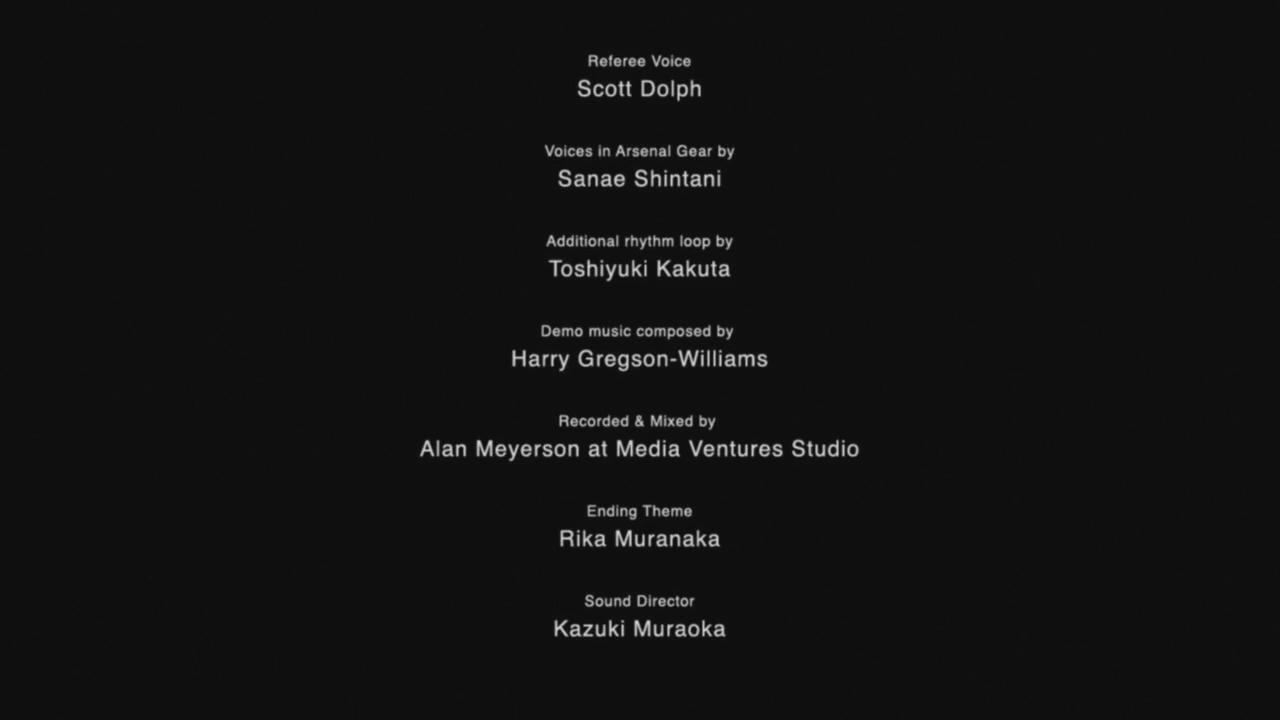 Referee Voice
Scott Dolph
Voices in Arsenal Gear by
Sanae Shintani
Additional rhythm loop by
Toshiyuki Kakuta
Demo music composed by
Harry Gregson-Williams
Recorded & Mixed by
Alan Meyerson at Media Ventures Studio
Ending Theme
Rika Muranaka
Sound Director
Kazuki Muraoka